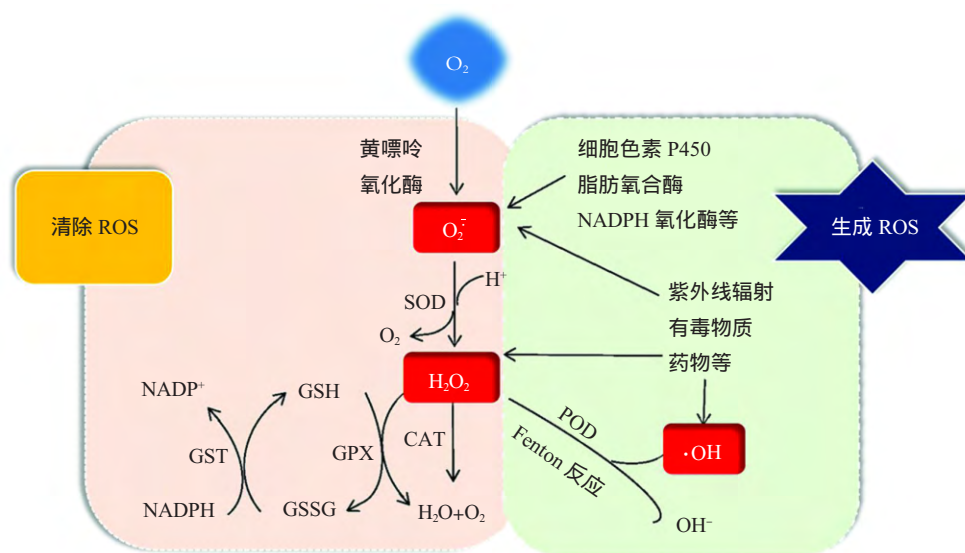 O₂
黄嘌呤
氧化酶
细胞色素 P450
脂肪氧合酶
NADPH 氧化酶等
清除 ROS
O₂⁻·
生成 ROS
H⁺
SOD
O₂
紫外线辐射
有毒物质
药物等
H₂O₂
NADP⁺
GSH
GST
GPX
CAT
POD
Fenton 反应
·OH
NADPH
GSSG
H₂O+O₂
OH⁻